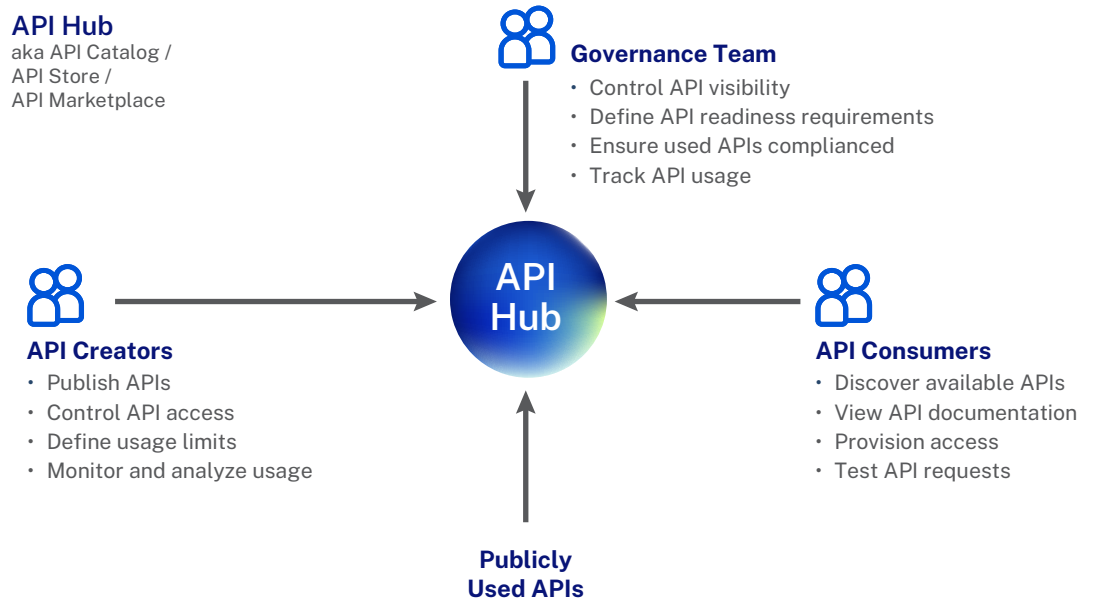 API Hub
aka API Catalog /
API Store /
API Marketplace
Governance Team
• Control API visibility
• Define API readiness requirements
• Ensure used APIs complianced
• Track API usage
API
Hub
API Creators
• Publish APIs
• Control API access
• Define usage limits
• Monitor and analyze usage
API Consumers
• Discover available APIs
• View API documentation
• Provision access
• Test API requests
Publicly
Used APIs